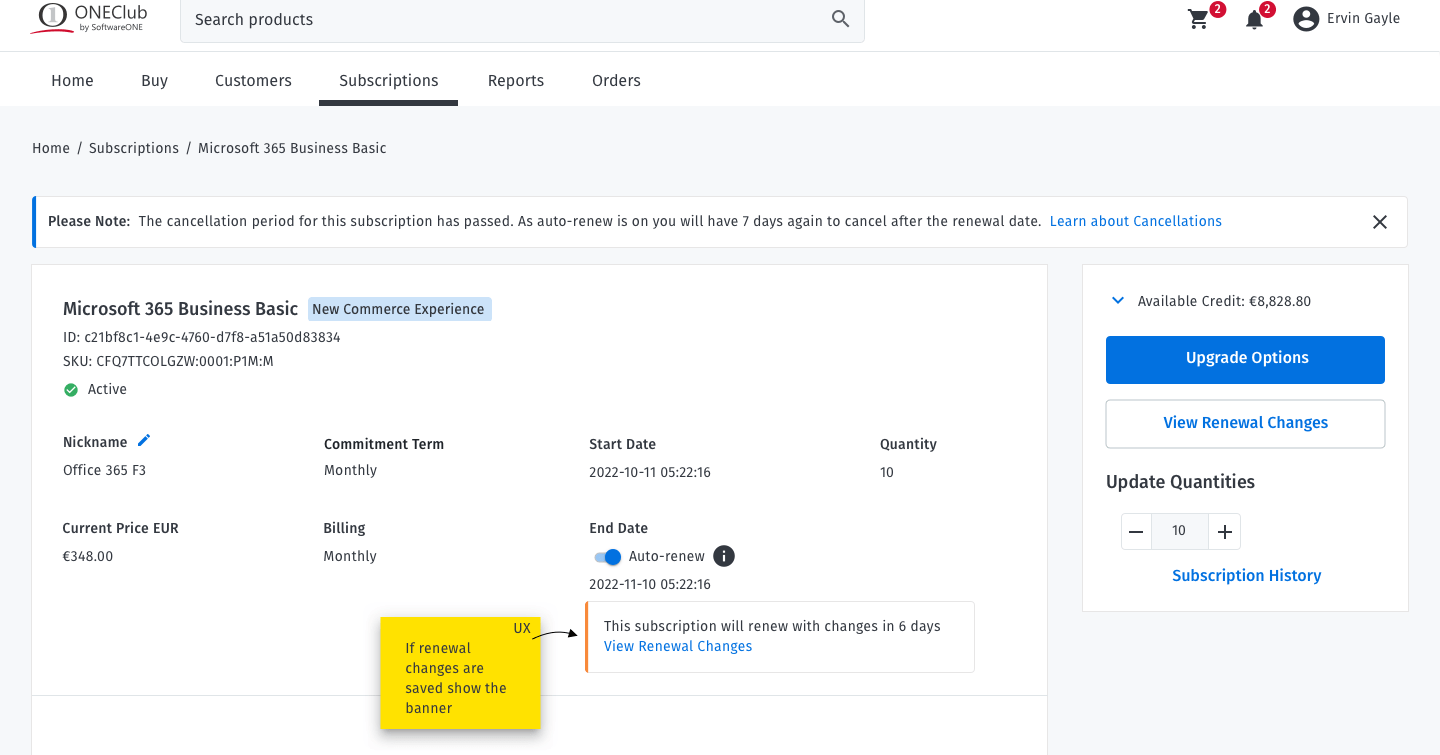 ONEClub
by SoftwareONE
Search products
2
2
Ervin Gayle
Home
Buy
Customers
Subscriptions
Reports
Orders
Home / Subscriptions / Microsoft 365 Business Basic
Please Note: The cancellation period for this subscription has passed. As auto-renew is on you will have 7 days again to cancel after the renewal date. Learn about Cancellations
Microsoft 365 Business Basic
New Commerce Experience
ID: c21bf8c1-4e9c-4760-d7f8-a51a50d83834
SKU: CFQ7TTCOLGZW:0001:P1M:M
Active
Nickname
Office 365 F3
Commitment Term
Monthly
Start Date
2022-10-11 05:22:16
Quantity
10
Current Price EUR
€348.00
Billing
Monthly
End Date
Auto-renew
2022-11-10 05:22:16
This subscription will renew with changes in 6 days
View Renewal Changes
UX
If renewal
changes are
saved show the
banner
Available Credit: €8,828.80
Upgrade Options
View Renewal Changes
Update Quantities
10
Subscription History